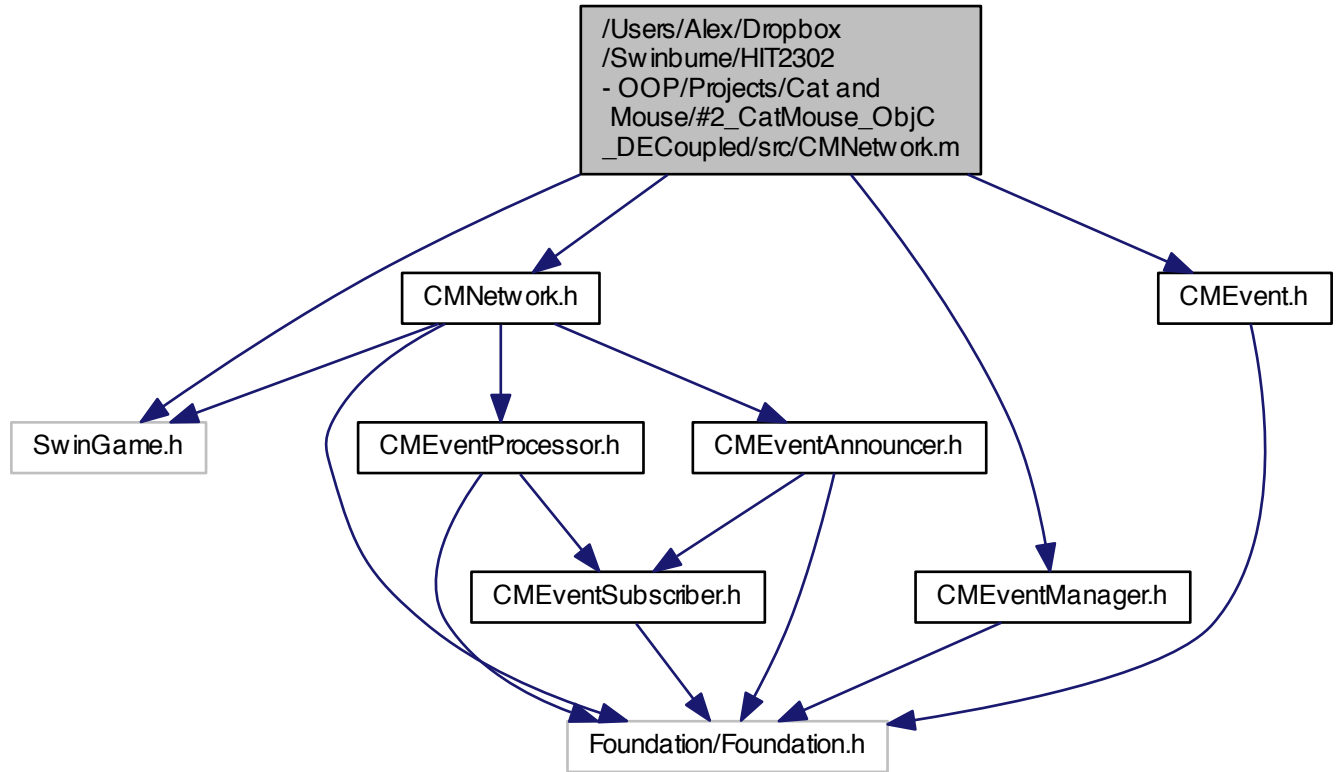 /Users/Alex/Dropbox
/Swinburne/HIT2302
- OOP/Projects/Cat and
Mouse/#2_CatMouse_ObjC
_DECoupled/src/CMNetwork.m
CMNetwork.h
CMEvent.h
SwinGame.h
CMEventProcessor.h
CMEventAnnouncer.h
CMEventSubscriber.h
CMEventManager.h
Foundation/Foundation.h